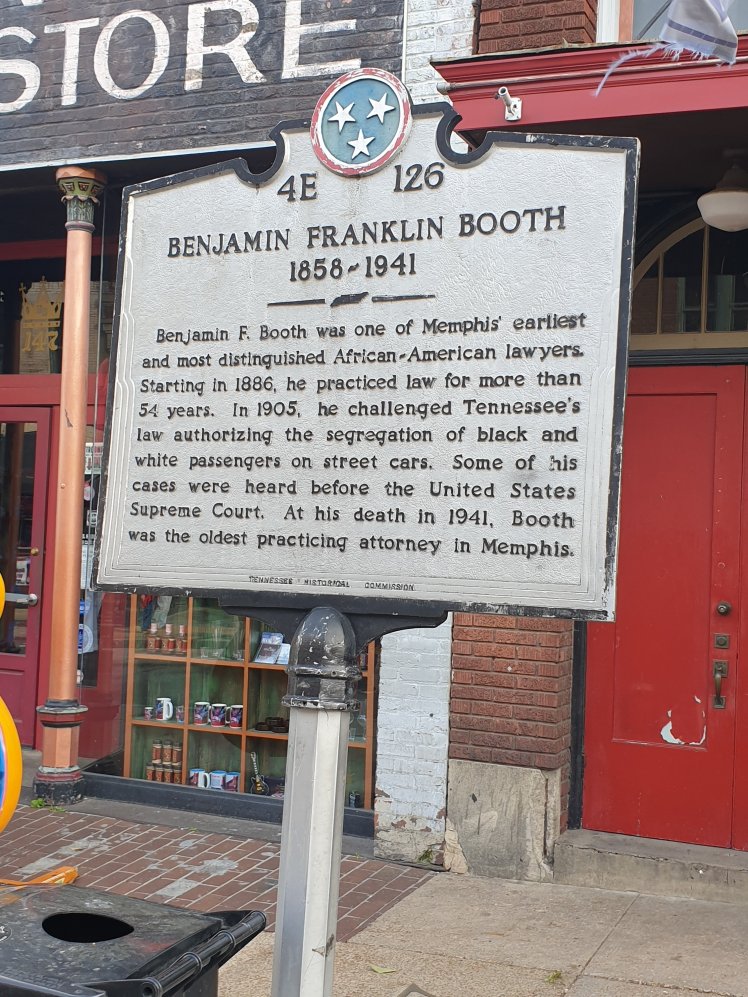 STORE
4E 126
BENJAMIN FRANKLIN BOOTH
1858~1941
Benjamin F. Booth was one of Memphis' earliest
and most distinguished African-American lawyers.
Starting in 1886, he practiced law for more than
54 years. In 1905, he challenged Tennessee's
law authorizing the segregation of black and
white passengers on street cars. Some of his
cases were heard before the United States
Supreme Court. At his death in 1941, Booth
was the oldest practicing attorney in Memphis.
TENNESSEE HISTORICAL COMMISSION
147